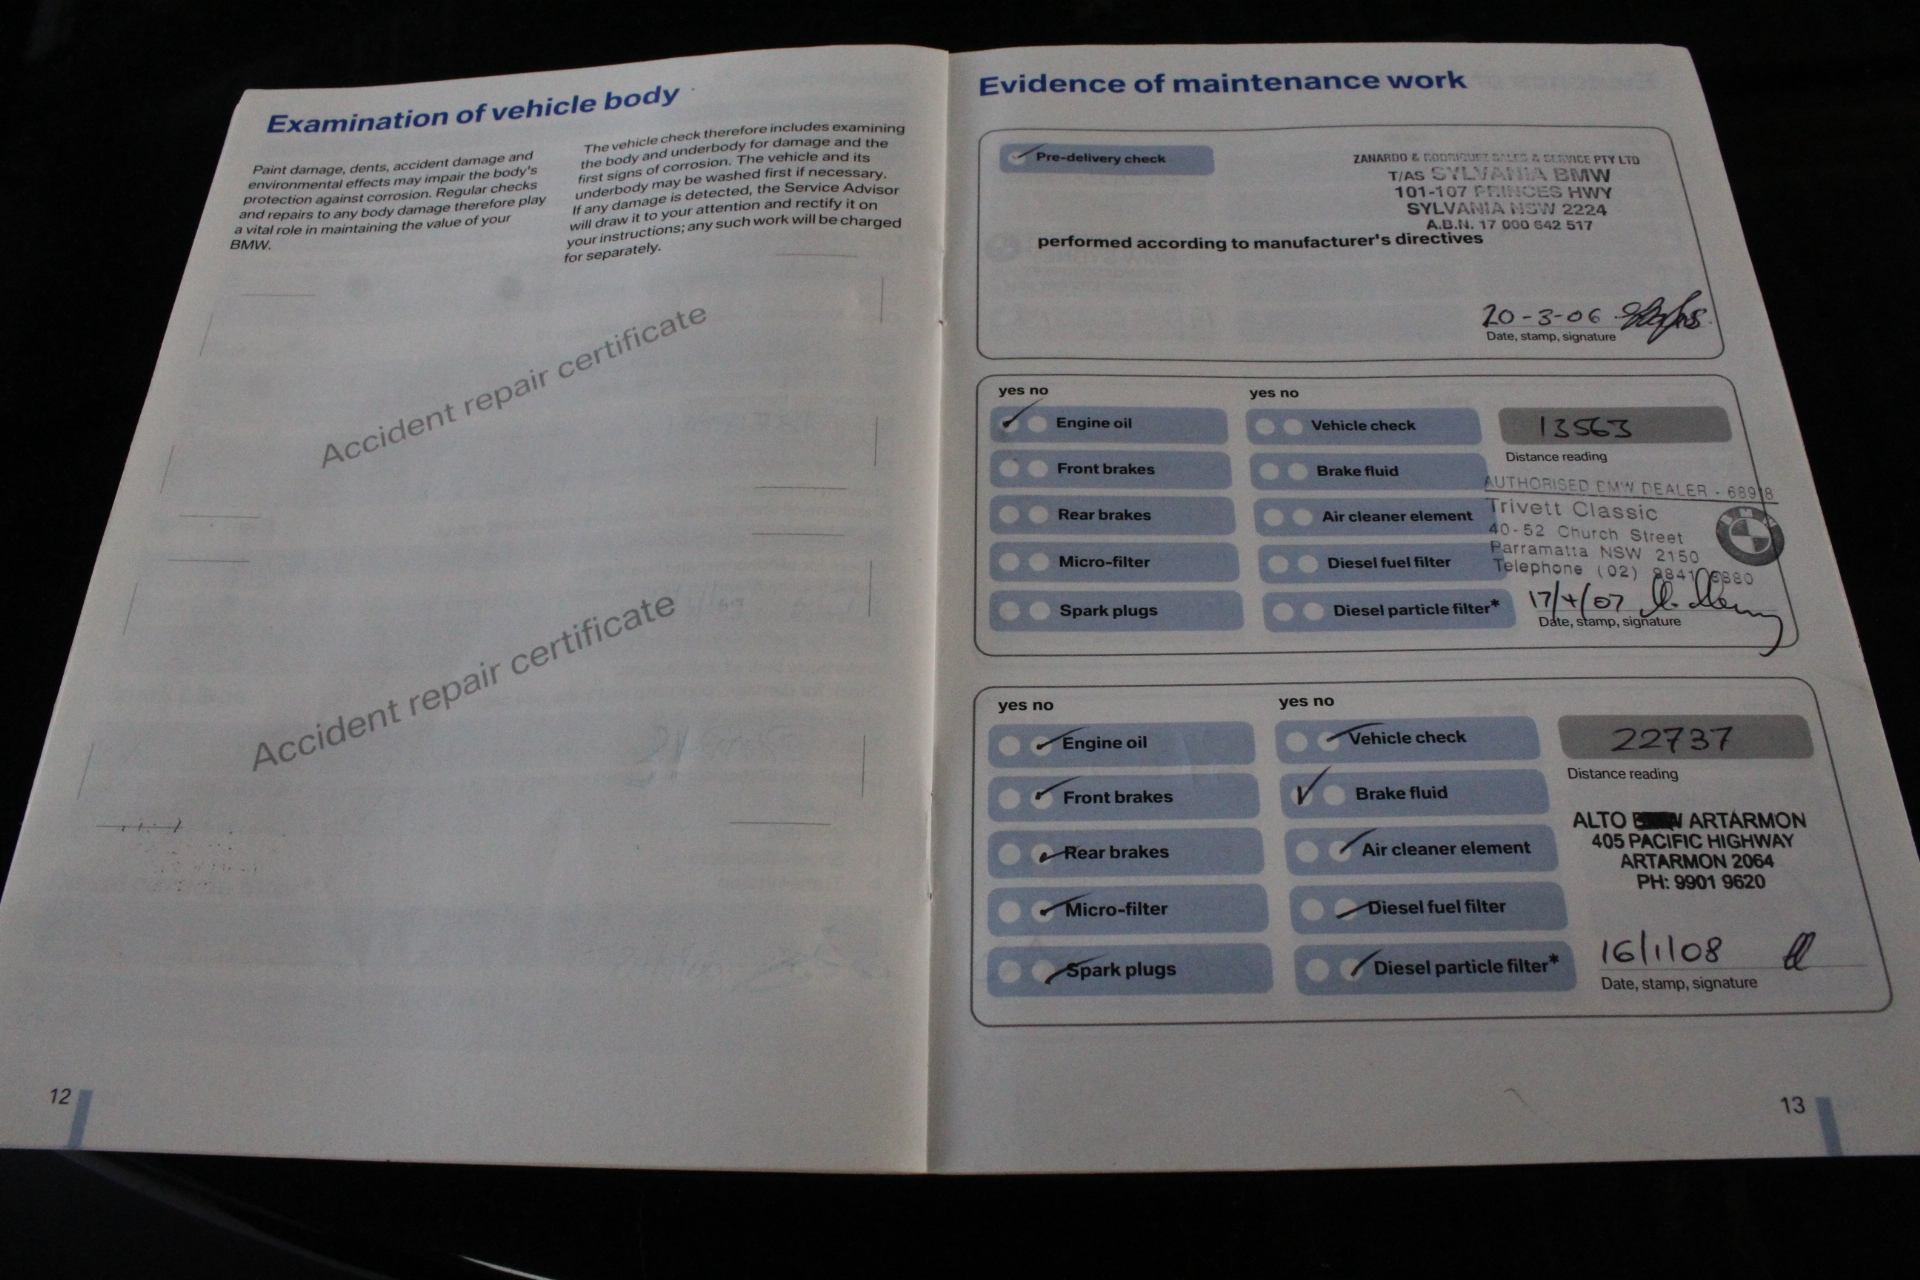 Examination of vehicle body
Paint damage, dents, accident damage and
environmental effects may impair the body's
protection against corrosion. Regular checks
and repairs to any body damage therefore play
a vital role in maintaining the value of your
BMW.
The vehicle check therefore includes examining
the body and underbody for damage and the
first signs of corrosion. The vehicle and its
underbody may be washed first if necessary.
If any damage is detected, the Service Advisor
will draw it to your attention and rectify it on
your instructions; any such work will be charged
for separately.
Accident repair certificate
Accident repair certificate
12
Evidence of maintenance work
Pre-delivery check
ZANARDO & RODRIGUEZ SALES & SERVICE PTY LTD
T/AS SYLVANIA BMW
101-107 PRINCES HWY
SYLVANIA NSW 2224
A.B.N. 17 000 642 517
performed according to manufacturer's directives
20-3-06
Date, stamp, signature
yes no
Engine oil
Front brakes
Rear brakes
Micro-filter
Spark plugs
yes no
Vehicle check
Brake fluid
Air cleaner element
Diesel fuel filter
Diesel particle filter*
13563
Distance reading
AUTHORISED BMW DEALER - 68918
Trivett Classic
BMW
40-52 Church Street
Parramatta NSW 2150
Telephone (02) 9841
17/4/07
Date, stamp, signature
yes no
Engine oil
Front brakes
Rear brakes
Micro-filter
Spark plugs
yes no
Vehicle check
Brake fluid
Air cleaner element
Diesel fuel filter
Diesel particle filter*
22737
Distance reading
ALTO ARTARMON
405 PACIFIC HIGHWAY
ARTARMON 2064
PH: 9901 9620
16/1/08
Date, stamp, signature
13